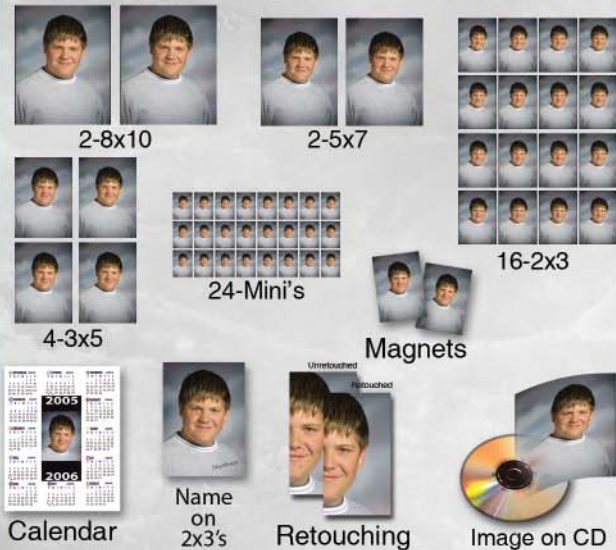 2-8x10
2-5x7
16-2x3
4-3x5
24-Mini's
Magnets
2005
2006
Calendar
Name
on
2x3's
Unretouched
Retouched
Retouching
Image on CD